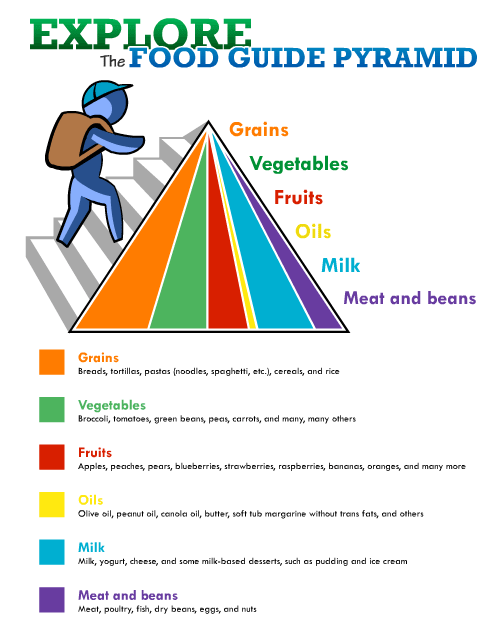 EXPLORE
The FOOD GUIDE PYRAMID
Grains
Vegetables
Fruits
Oils
Milk
Meat and beans
Grains
Breads, tortillas, pastas (noodles, spaghetti, etc.), cereals, and rice
Vegetables
Broccoli, tomatoes, green beans, peas, carrots, and many, many others
Fruits
Apples, peaches, pears, blueberries, strawberries, raspberries, bananas, oranges, and many more
Oils
Olive oil, peanut oil, canola oil, butter, soft tub margarine without trans fats, and others
Milk
Milk, yogurt, cheese, and some milk-based desserts, such as pudding and ice cream
Meat and beans
Meat, poultry, fish, dry beans, eggs, and nuts